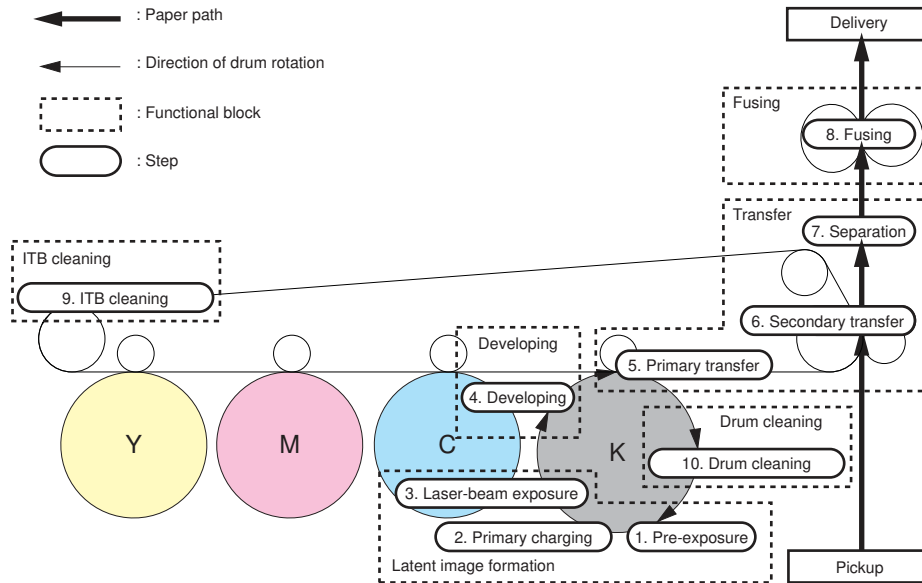 : Paper path
: Direction of drum rotation
: Functional block
: Step
Delivery
Fusing
8. Fusing
Transfer
7. Separation
ITB cleaning
9. ITB cleaning
6. Secondary transfer
Developing
5. Primary transfer
4. Developing
Drum cleaning
Y
M
C
K
10. Drum cleaning
3. Laser-beam exposure
2. Primary charging
1. Pre-exposure
Latent image formation
Pickup